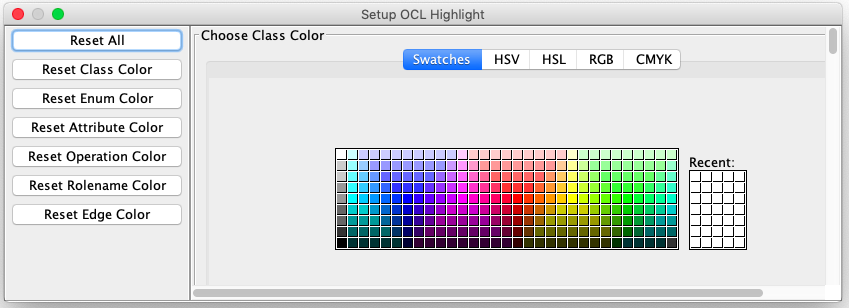 Setup OCL Highlight
Reset All
Reset Class Color
Reset Enum Color
Reset Attribute Color
Reset Operation Color
Reset Rolename Color
Reset Edge Color
Choose Class Color
Swatches HSV HSL RGB CMYK
Recent: